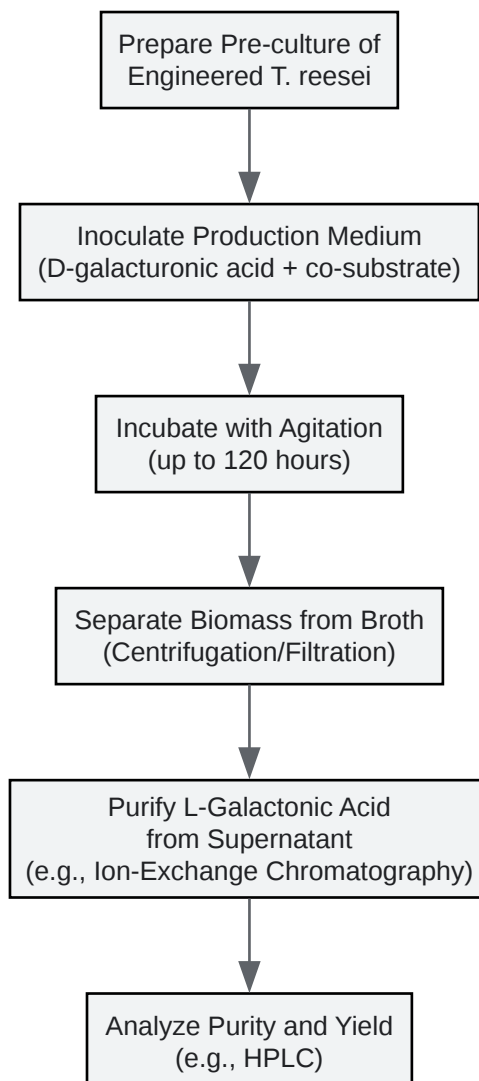 Prepare Pre-culture of
Engineered T. reesei
Inoculate Production Medium
(D-galacturonic acid + co-substrate)
Incubate with Agitation
(up to 120 hours)
Separate Biomass from Broth
(Centrifugation/Filtration)
Purify L-Galactonic Acid
from Supernatant
(e.g., Ion-Exchange Chromatography)
Analyze Purity and Yield
(e.g., HPLC)